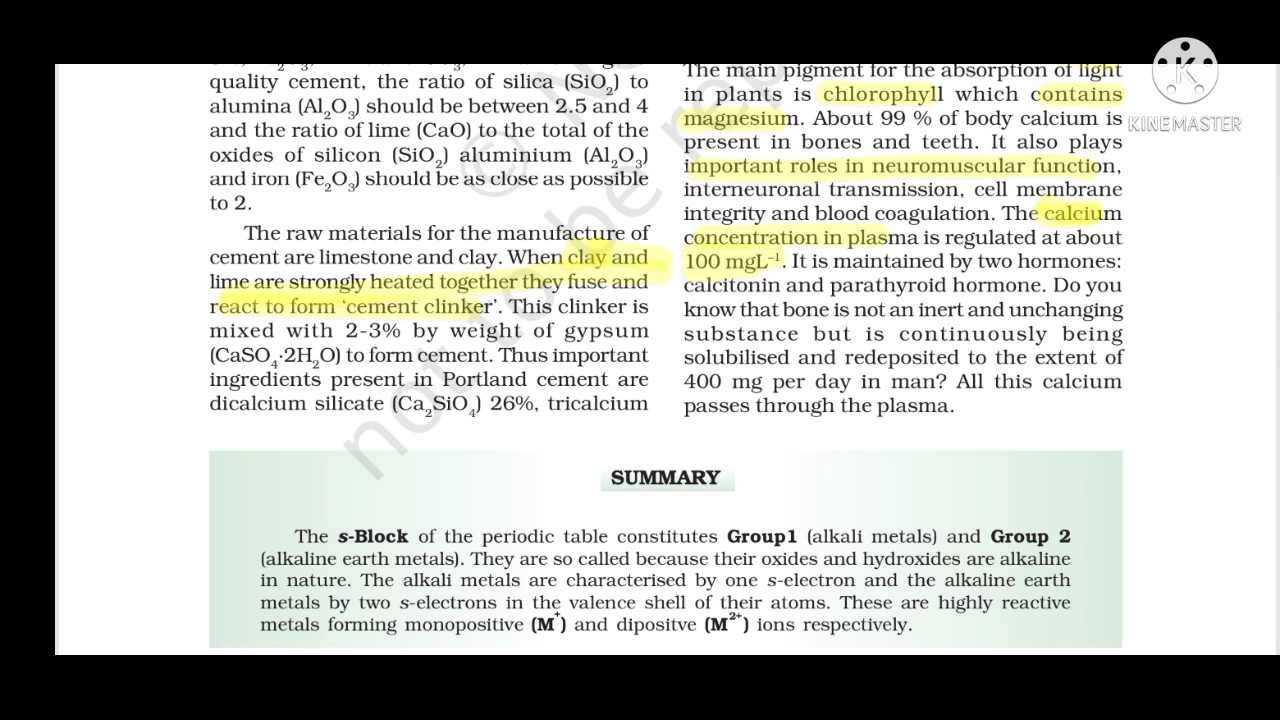 quality cement, the ratio of silica (SiO₂) to
alumina (Al₂O₃) should be between 2.5 and 4
and the ratio of lime (CaO) to the total of the
oxides of silicon (SiO₂) aluminium (Al₂O₃)
and iron (Fe₂O₃) should be as close as possible
to 2.
The raw materials for the manufacture of
cement are limestone and clay. When clay and
lime are strongly heated together they fuse and
react to form ‘cement clinker’. This clinker is
mixed with 2-3% by weight of gypsum
(CaSO₄·2H₂O) to form cement. Thus important
ingredients present in Portland cement are
dicalcium silicate (Ca₂SiO₄) 26%, tricalcium
The main pigment for the absorption of light
in plants is chlorophyll which contains
magnesium. About 99 % of body calcium is
present in bones and teeth. It also plays
important roles in neuromuscular function,
interneuronal transmission, cell membrane
integrity and blood coagulation. The calcium
concentration in plasma is regulated at about
100 mgL⁻¹. It is maintained by two hormones:
calcitonin and parathyroid hormone. Do you
know that bone is not an inert and unchanging
substance but is continuously being
solubilised and redeposited to the extent of
400 mg per day in man? All this calcium
passes through the plasma.
SUMMARY
The s-Block of the periodic table constitutes Group1 (alkali metals) and Group 2
(alkaline earth metals). They are so called because their oxides and hydroxides are alkaline
in nature. The alkali metals are characterised by one s-electron and the alkaline earth
metals by two s-electrons in the valence shell of their atoms. These are highly reactive
metals forming monopositive (M⁺) and dipositve (M²⁺) ions respectively.
K
KINEMASTER
not to be rep
©